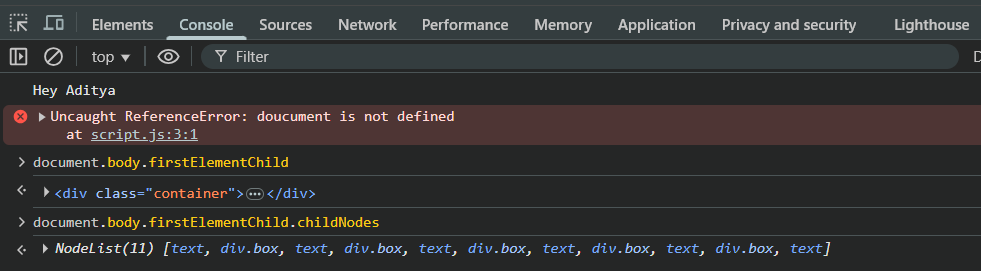 Elements Console Sources Network Performance Memory Application Privacy and security Lighthouse
top ▼ Filter D
Hey Aditya
Uncaught ReferenceError: doucument is not defined
at script.js:3:1
> document.body.firstElementChild
<div class="container">…</div>
> document.body.firstElementChild.childNodes
NodeList(11) [text, div.box, text, div.box, text, div.box, text, div.box, text, div.box, text]